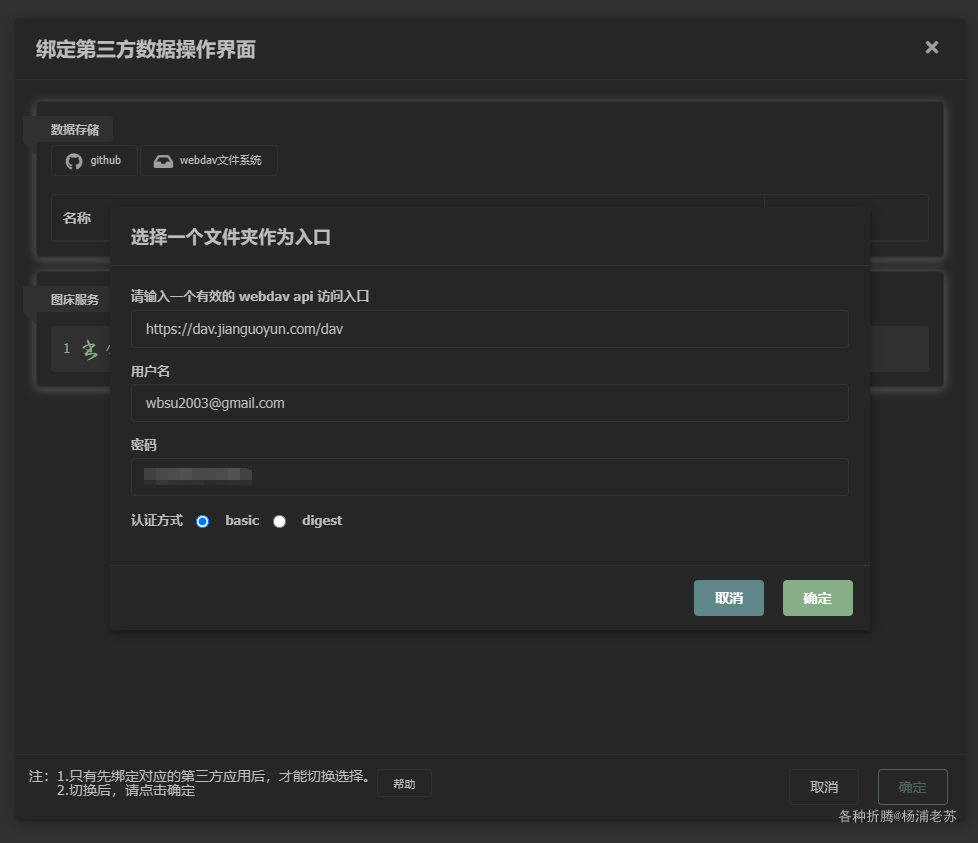 绑定第三方数据操作界面
数据存储
github
webdav文件系统
名称
选择一个文件夹作为入口
请输入一个有效的 webdav api 访问入口
https://dav.jianguoyun.com/dav
图床服务
1
用户名
wbsu2003@gmail.com
密码
认证方式 basic digest
取消 确定
注：1.只有先绑定对应的第三方应用后，才能切换选择。
2.切换后，请点击确定
帮助
取消 确定
各种折腾@杨浦老苏